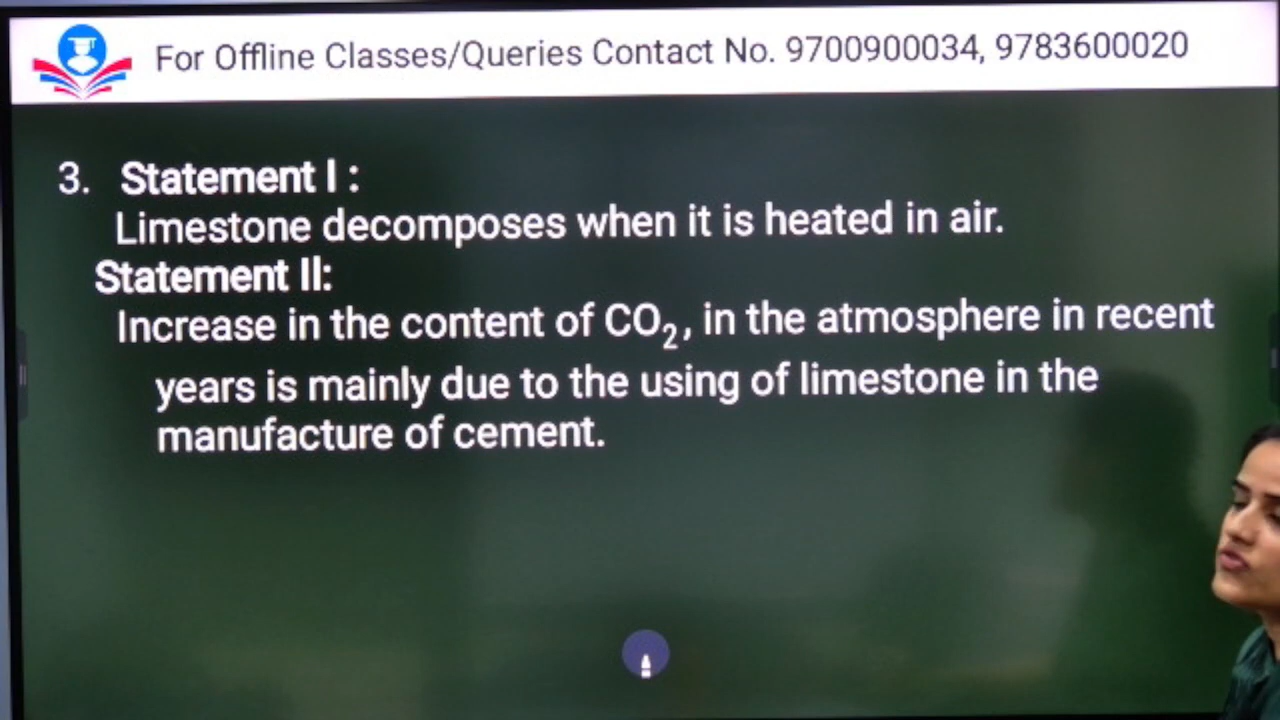 For Offline Classes/Queries Contact No. 9700900034, 9783600020
3. Statement I :
Limestone decomposes when it is heated in air.
Statement II:
Increase in the content of CO₂, in the atmosphere in recent
years is mainly due to the using of limestone in the
manufacture of cement.